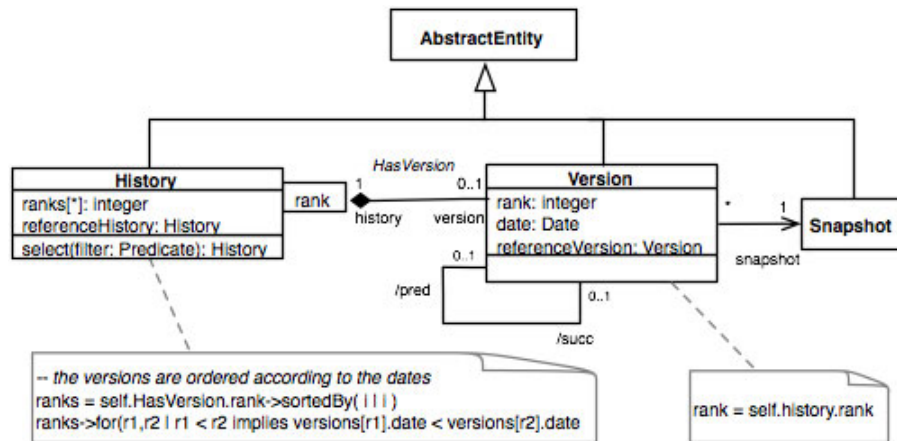 AbstractEntity
HasVersion
History
ranks[*]: integer
referenceHistory: History
select(filter: Predicate): History
rank
1
history
0..1
version
Version
rank: integer
date: Date
referenceVersion: Version
*
1
snapshot
Snapshot
0..1
/pred
0..1
/succ
-- the versions are ordered according to the dates
ranks = self.HasVersion.rank->sortedBy( i | i )
ranks->for(r1,r2 | r1 < r2 implies versions[r1].date < versions[r2].date
rank = self.history.rank